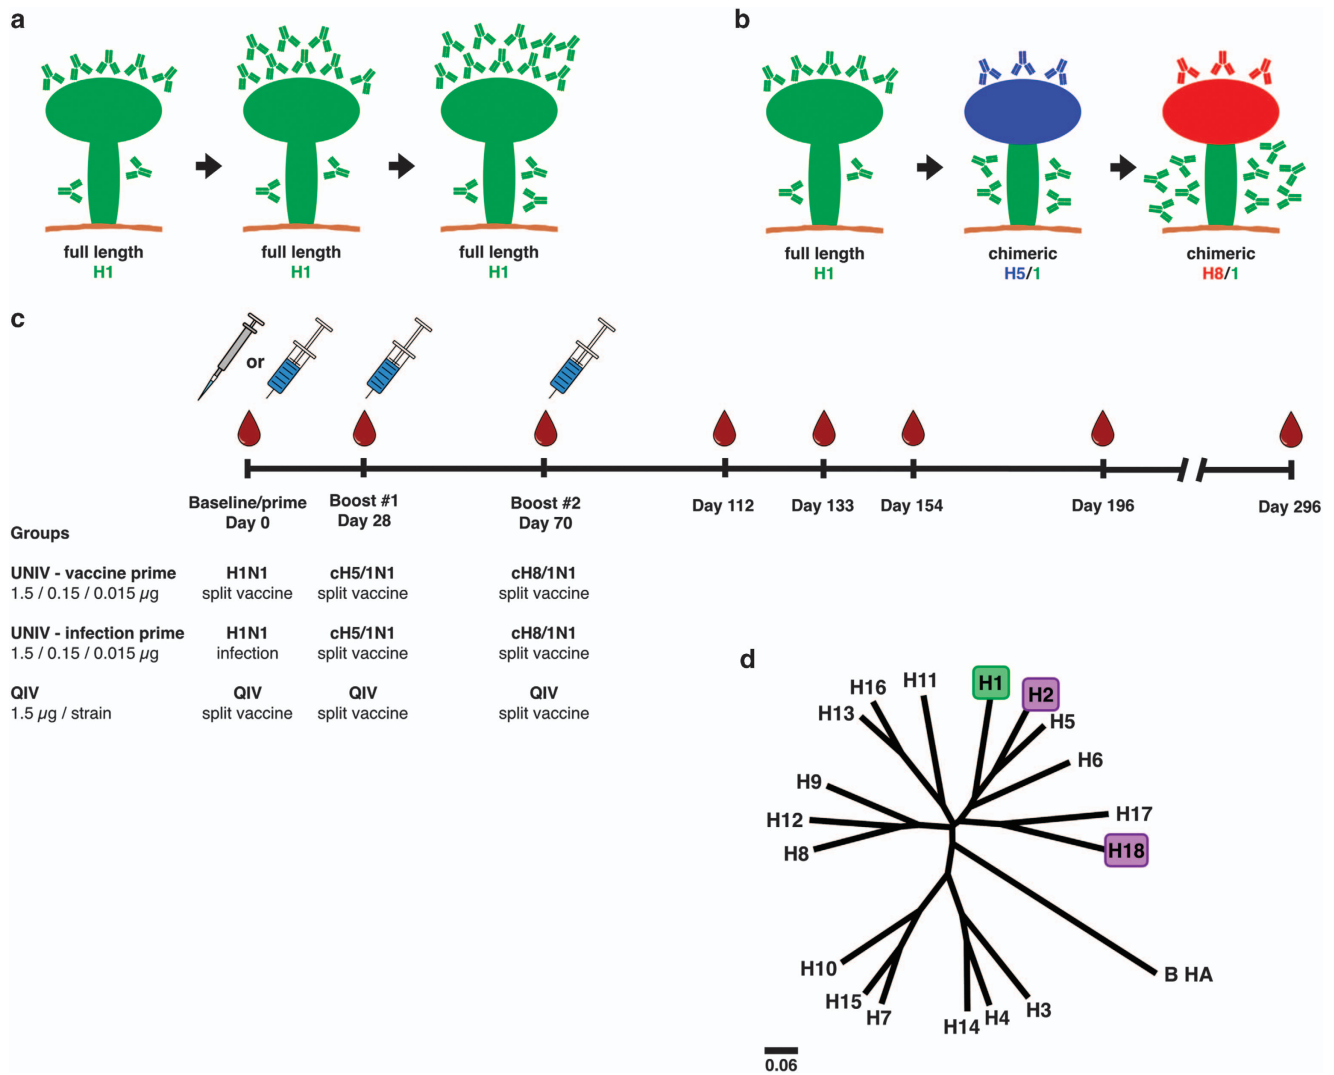 a
full length
H1
full length
H1
full length
H1
b
full length
H1
chimeric
H5/1
chimeric
H8/1
c
or
Baseline/prime
Day 0
Boost #1
Day 28
Boost #2
Day 70
Day 112
Day 133
Day 154
Day 196
Day 296
Groups
UNIV - vaccine prime
1.5 / 0.15 / 0.015 µg
H1N1
split vaccine
cH5/1N1
split vaccine
cH8/1N1
split vaccine
UNIV - infection prime
1.5 / 0.15 / 0.015 µg
H1N1
infection
cH5/1N1
split vaccine
cH8/1N1
split vaccine
QIV
1.5 µg / strain
QIV
split vaccine
QIV
split vaccine
QIV
split vaccine
d
H16
H11
H1
H2
H13
H5
H6
H9
H17
H12
H18
H8
H10
B HA
H15
H7
H14
H4
H3
0.06